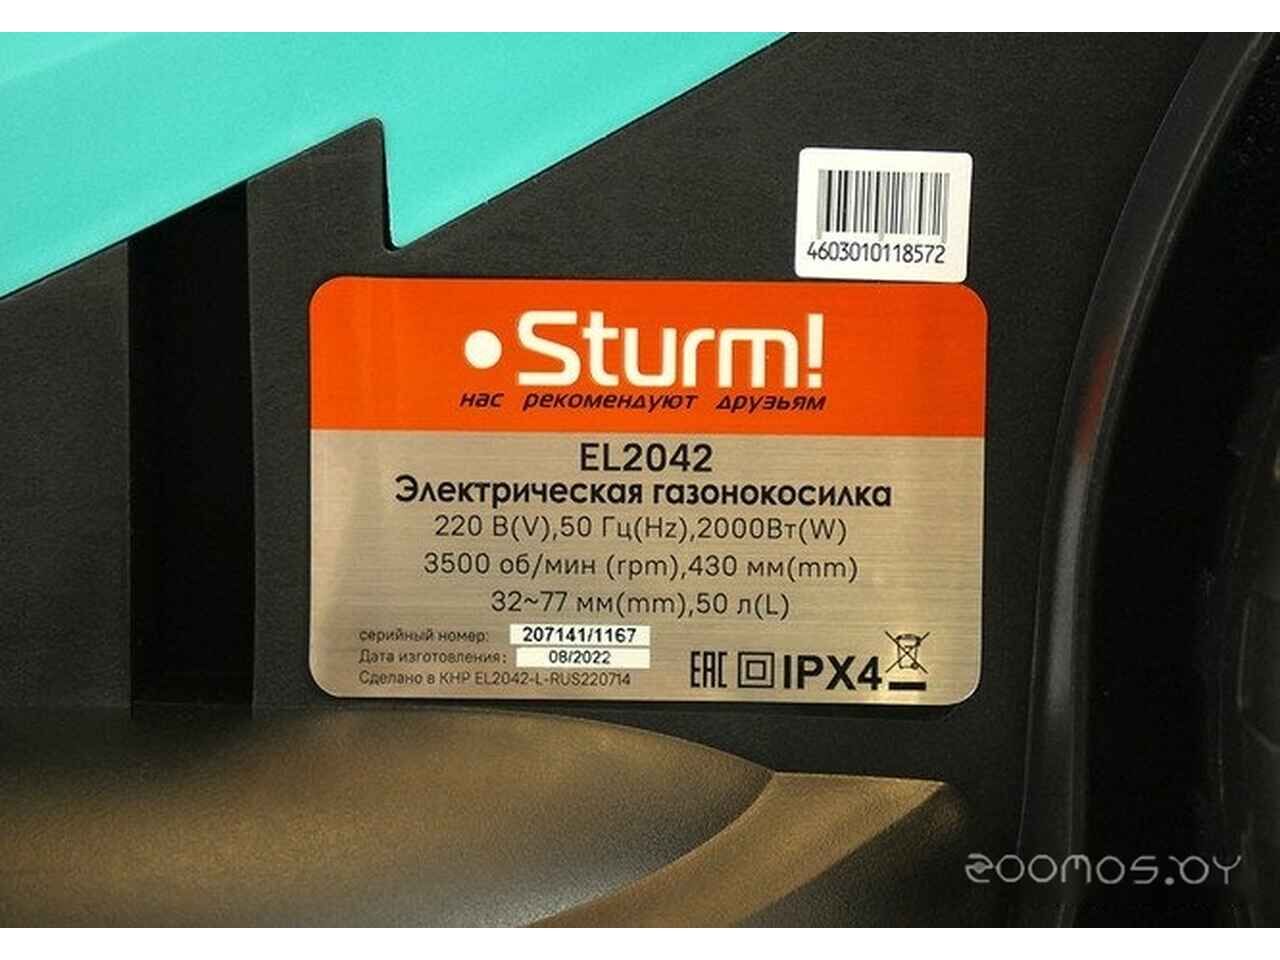 4603010118572
Sturm!
нас рекомендуют друзьям
EL2042
Электрическая газонокосилка
220 В(V),50 Гц(Hz),2000Вт(W)
3500 об/мин (rpm),430 мм(mm)
32~77 мм(mm),50 л(L)
серийный номер: 207141/1167
Дата изготовления: 08/2022
Сделано в КНР EL2042-L-RUS220714
EAC IPX4
zoomos.by